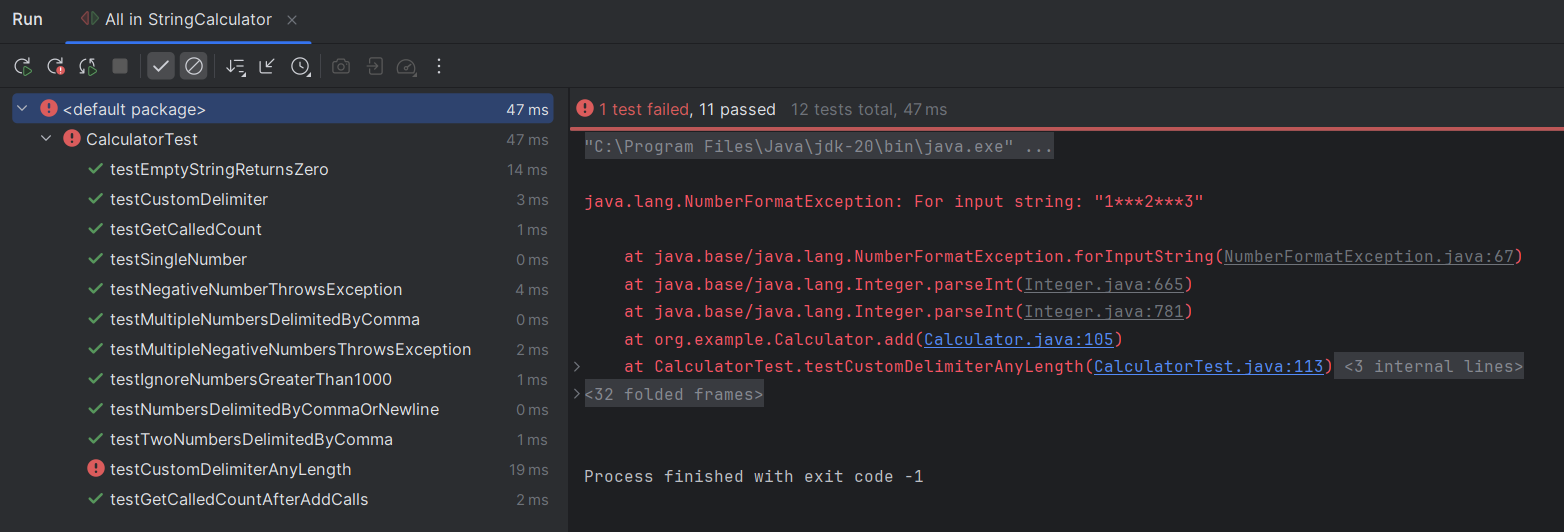 Run All in StringCalculator
<default package> 47 ms
CalculatorTest 47 ms
testEmptyStringReturnsZero 14 ms
testCustomDelimiter 3 ms
testGetCalledCount 1 ms
testSingleNumber 0 ms
testNegativeNumberThrowsException 4 ms
testMultipleNumbersDelimitedByComma 0 ms
testMultipleNegativeNumbersThrowsException 2 ms
testIgnoreNumbersGreaterThan1000 1 ms
testNumbersDelimitedByCommaOrNewline 0 ms
testTwoNumbersDelimitedByComma 1 ms
testCustomDelimiterAnyLength 19 ms
testGetCalledCountAfterAddCalls 2 ms
1 test failed, 11 passed 12 tests total, 47 ms
"C:\Program Files\Java\jdk-20\bin\java.exe" ...
java.lang.NumberFormatException: For input string: "1***2***3"
at java.base/java.lang.NumberFormatException.forInputString(NumberFormatException.java:67)
at java.base/java.lang.Integer.parseInt(Integer.java:665)
at java.base/java.lang.Integer.parseInt(Integer.java:781)
at org.example.Calculator.add(Calculator.java:105)
at CalculatorTest.testCustomDelimiterAnyLength(CalculatorTest.java:113) <3 internal lines>
<32 folded frames>
Process finished with exit code -1